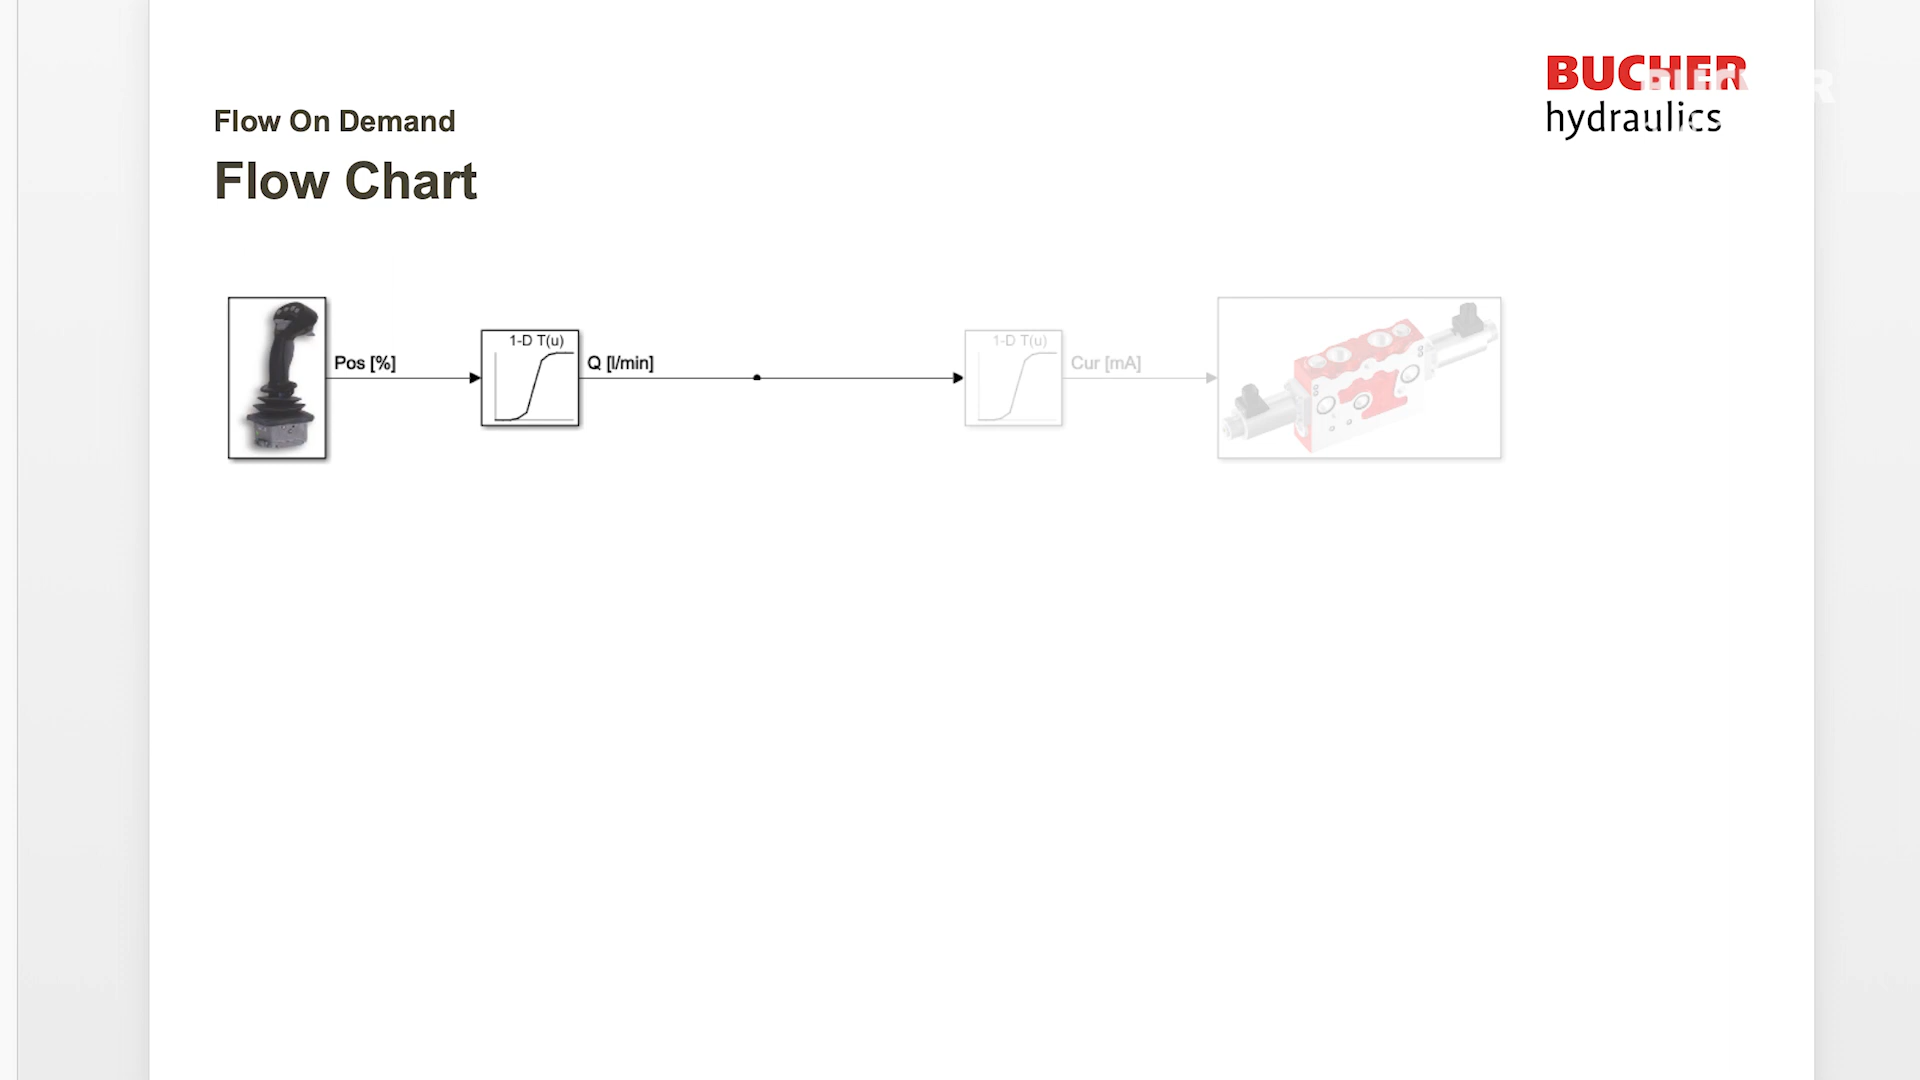 BUCHER
hydraulics
Flow On Demand
Flow Chart
1-D T(u)
1-D T(u)
Pos [%]
Q [l/min]
Cur [mA]